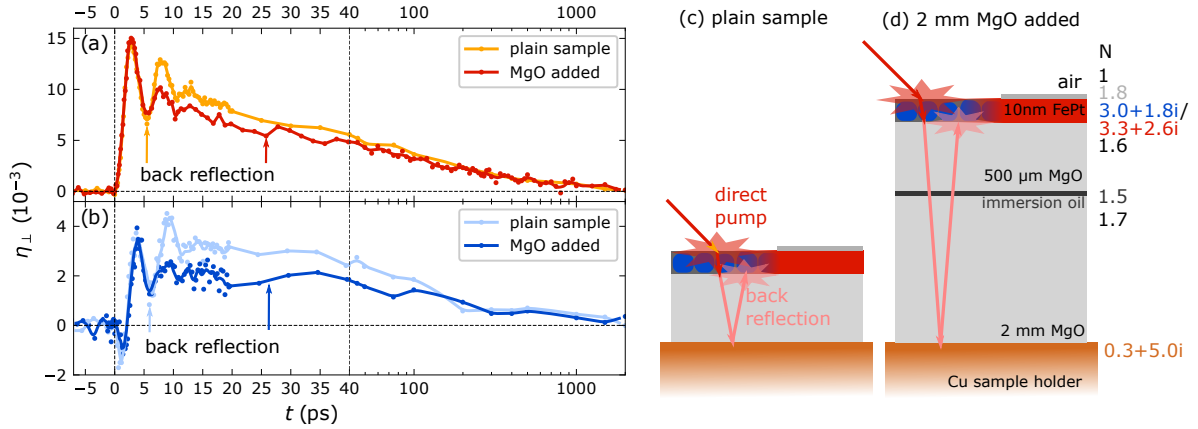 −5 0 5 10 15 20 25 30 35 40 100 1000
(a)
plain sample
MgO added
15
10
5
0
back reflection
η⊥ (10⁻³)
(b)
plain sample
MgO added
4
2
0
−2
back reflection
−5 0 5 10 15 20 25 30 35 40 100 1000
t (ps)
(c) plain sample
direct
pump
back
reflection
(d) 2 mm MgO added
air
10nm FePt
500 μm MgO
immersion oil
2 mm MgO
Cu sample holder
N
1
1.8
3.0+1.8i/
3.3+2.6i
1.6
1.5
1.7
0.3+5.0i